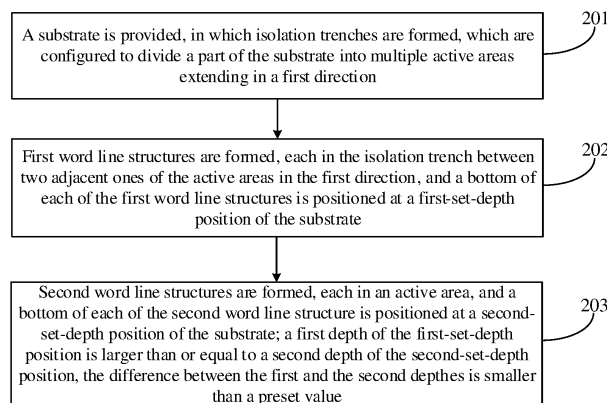 201
A substrate is provided, in which isolation trenches are formed, which are
configured to divide a part of the substrate into multiple active areas
extending in a first direction
202
First word line structures are formed, each in the isolation trench between
two adjacent ones of the active areas in the first direction, and a bottom of
each of the first word line structures is positioned at a first-set-depth
position of the substrate
203
Second word line structures are formed, each in an active area, and a
bottom of each of the second word line structure is positioned at a second-
set-depth position of the substrate; a first depth of the first-set-depth
position is larger than or equal to a second depth of the second-set-depth
position, the difference between the first and the second depthes is smaller
than a preset value